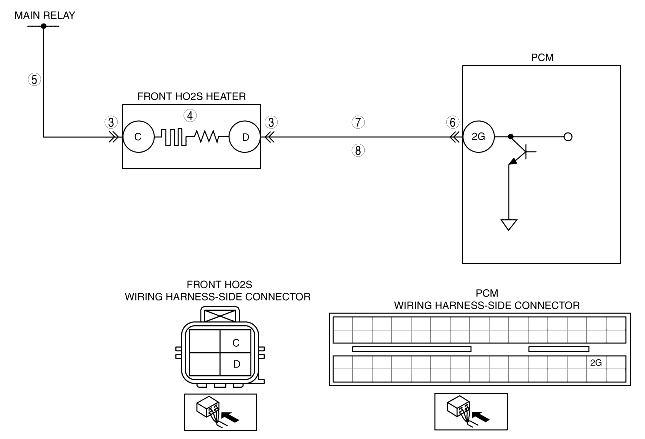 MAIN RELAY
PCM
5
FRONT HO2S HEATER
3
4
3
7
6
C
D
2G
8
FRONT HO2S
WIRING HARNESS-SIDE CONNECTOR
PCM
WIRING HARNESS-SIDE CONNECTOR
C
D
2G